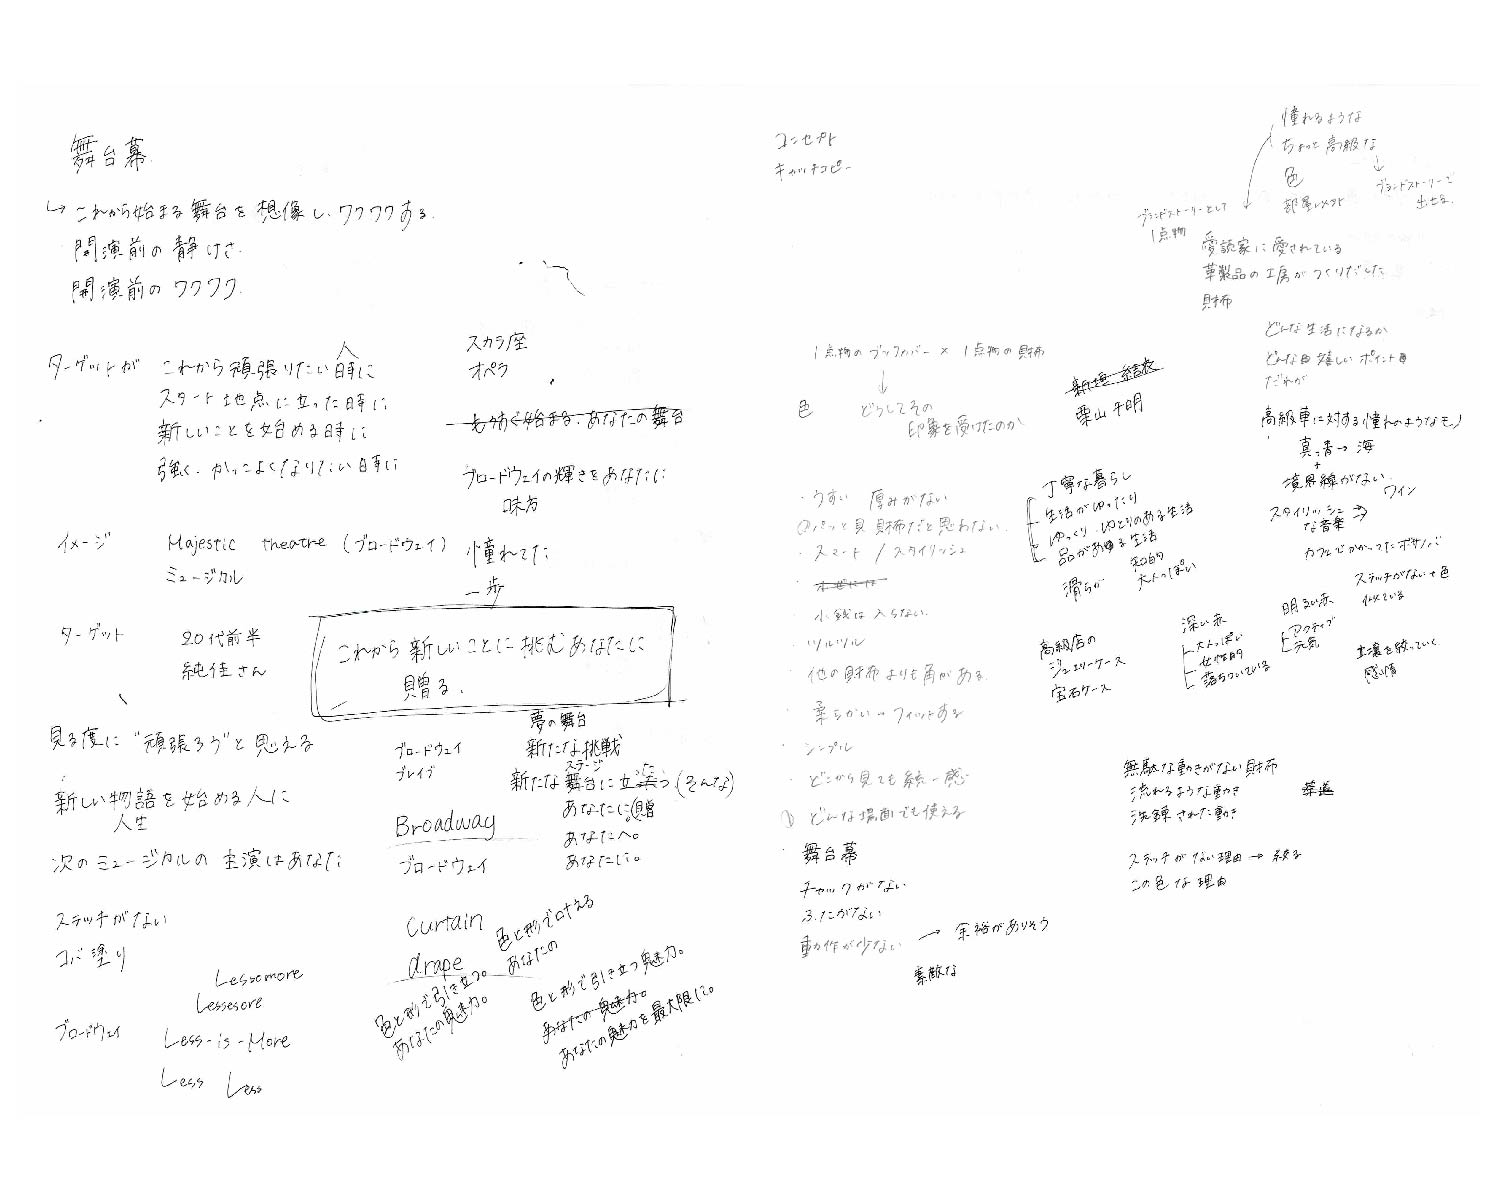 舞台幕
↳ これから始まる舞台を想像し、ワクワクする。
開演前の静けさ
開演前のワクワク
ターゲットが これから頑張りたい時に
人
スタート地点に立った時に
新しいことを始める時に
強く、かっこよくなりたい時に
スカラ座
オペラ
始まる、あなたの舞台
ブロードウェイの輝きをあなたに
味方
イメージ Majestic theatre (ブロードウェイ)
ミュージカル
憧れてた
一歩
ターゲット 20代前半
純佳さん
これから新しいことに挑むあなたに
贈る。
見る度に"頑張ろう"と思える
新しい物語を始める人に
人生
次のミュージカルの主演はあなた
ブロードウェイ
ブレイブ
夢の舞台
新たな挑戦
ステージ
新たな舞台に立つ(そんな)
あなたに贈
あなたへ。
あなたに。
Broadway
ブロードウェイ
ステッチがない
コバ塗り
Curtain
drape
色と形で叶える
あなたの
色と形で引き立つ。
あなたの魅力。
色と形で引き立つ魅力。
あなたの魅力。
あなたの魅力を最大限に。
Lessomore
Lessesore
ブロードウェイ
Less-is-More
Less Less
コンセプト
キャッチコピー
憧れるような
ちょっと高級な
色
部屋
ブランドストーリーで
出せる。
ブランドストーリーとして
1点物
愛読家に愛されている
革製品の工房がつくりだした
財布
どんな生活になるか
どんな 嬉しいポイント
だれが
1点物のブックカバー × 1点物の財布
↓
色 どうしてその
印象を受けたのか
新垣 結衣
栗山千明
高級車に対する憧れのようなモノ
真っ青→海
+
境界線がない
ワイン
スタイリッシュ
な音楽
カフェでかかってたボサノバ
・うすい 厚みがない
②パッと見財布だと思わない。
・スマート / スタイリッシュ
小銭は入らない。
・ツルツル
・他の財布よりも角がある。
・柔らかい→フィットする
・シンプル
・どこから見ても統一感
① どんな場面でも使える
・舞台幕
チャックがない
ふたがない
動作が少ない → 余裕がありそう
素敵な
丁寧な暮らし
生活がゆったり
ゆっくり、ゆとりのある生活
品がある生活
滑らか
知的
大人っぽい
高級店の
ジュエリーケース
宝石ケース
深い赤
大人っぽい
女性的
落ちついている
明るい赤
アクティブ
元気
ステッチがない+色
似ている
感情
無駄な動きがない財布
流れるような動き
洗錬された動き
ステッチがない理由 →
この色な理由